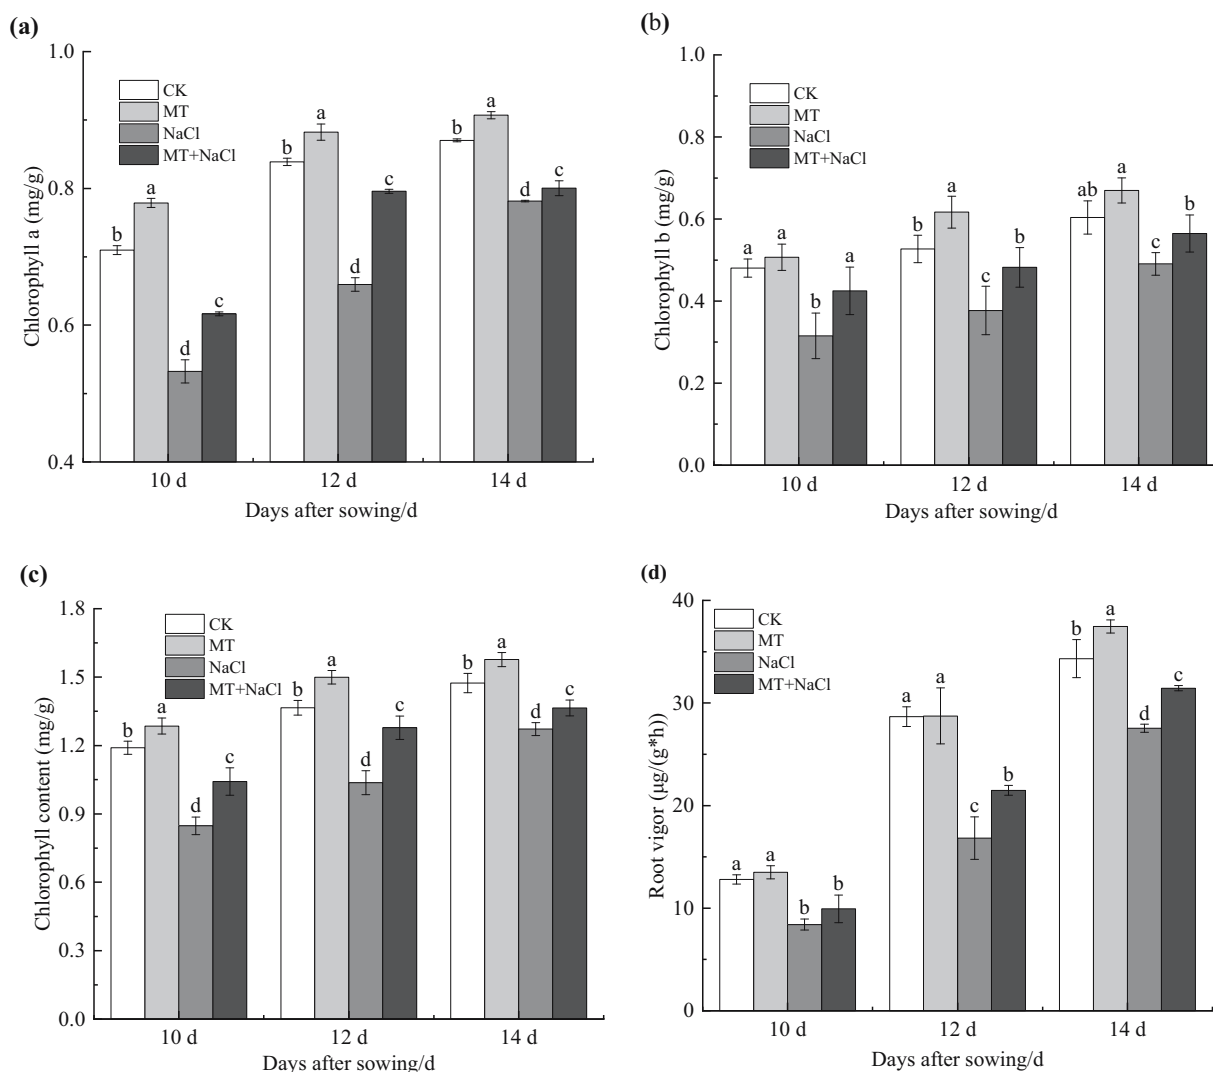 (a)
1.0
0.8
0.6
0.4
Chlorophyll a (mg/g)
CK
MT
NaCl
MT+NaCl
b a d c
b a d c
b a d c
10 d 12 d 14 d
Days after sowing/d
(b)
1.0
0.8
0.6
0.4
0.2
0.0
Chlorophyll b (mg/g)
CK
MT
NaCl
MT+NaCl
a a b a
b a c b
ab a c b
10 d 12 d 14 d
Days after sowing/d
(c)
1.8
1.5
1.2
0.9
0.6
0.3
0.0
Chlorophyll content (mg/g)
CK
MT
NaCl
MT+NaCl
b a d c
b a d c
b a d c
10 d 12 d 14 d
Days after sowing/d
(d)
40
30
20
10
0
Root vigor (μg/(g*h))
CK
MT
NaCl
MT+NaCl
a a b b
a a c b
b a d c
10 d 12 d 14 d
Days after sowing/d